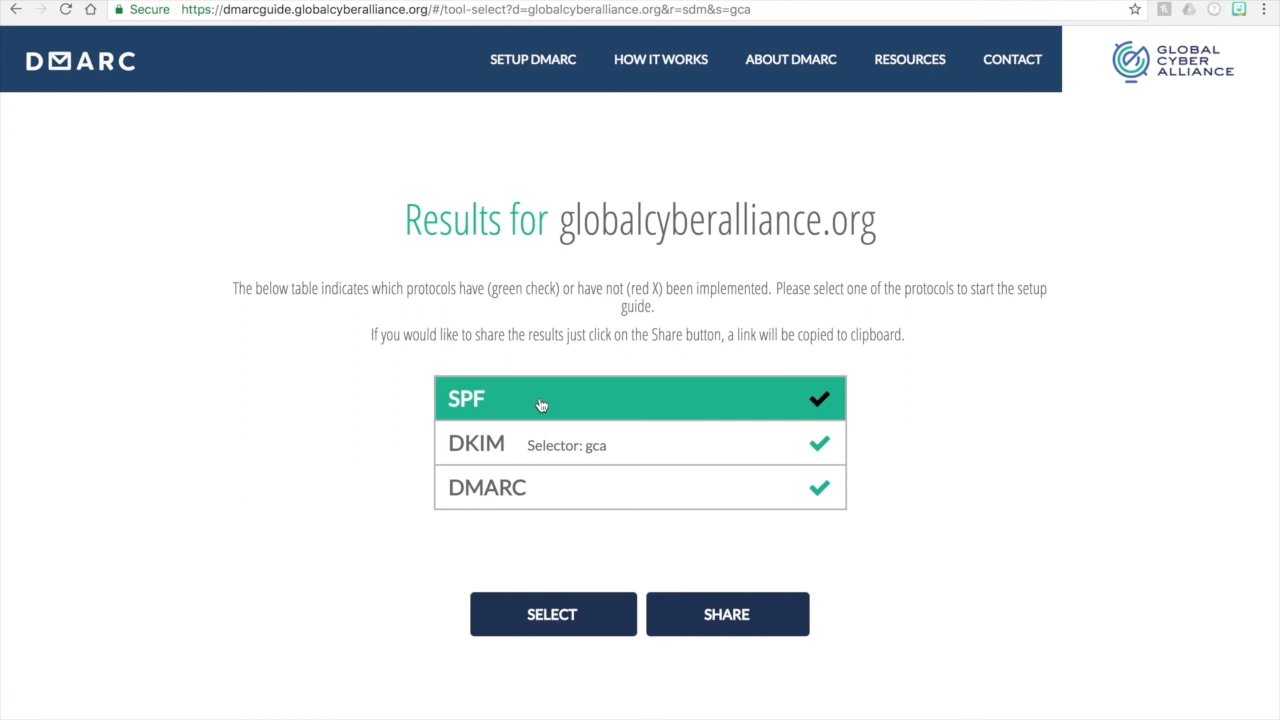 Secure https://dmarcguide.globalcyberalliance.org/#/tool-select?d=globalcyberalliance.org&r=sdm&s=gca
DMARC
SETUP DMARC
HOW IT WORKS
ABOUT DMARC
RESOURCES
CONTACT
GLOBAL
CYBER
ALLIANCE
Results for globalcyberalliance.org
The below table indicates which protocols have (green check) or have not (red X) been implemented. Please select one of the protocols to start the setup
guide.
If you would like to share the results just click on the Share button, a link will be copied to clipboard.
SPF
DKIM Selector: gca
DMARC
SELECT
SHARE